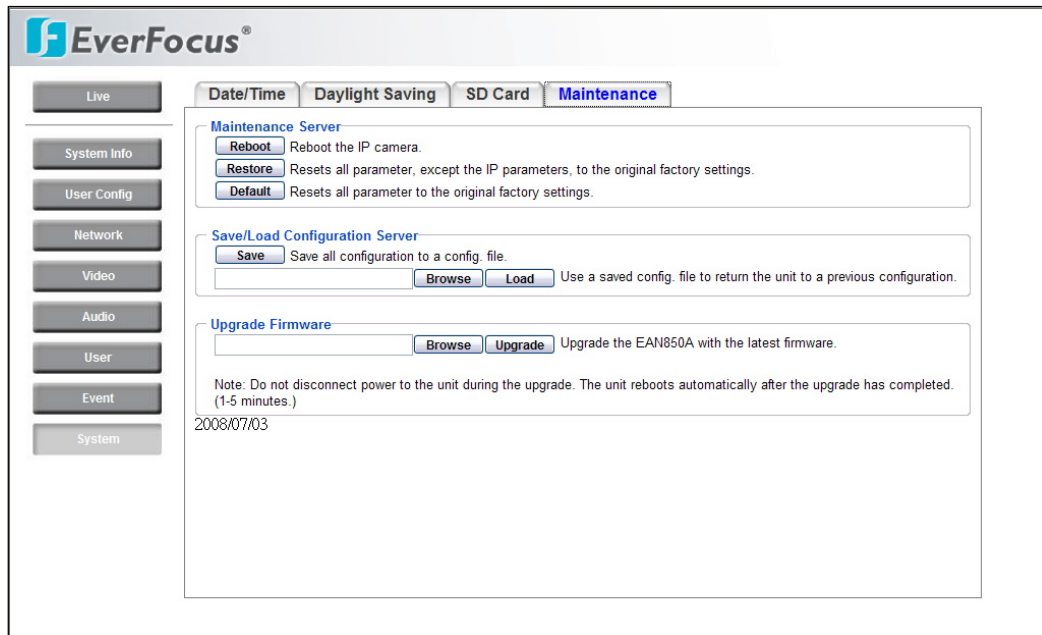 EverFocus®
Live
System Info
User Config
Network
Video
Audio
User
Event
System
Date/Time Daylight Saving SD Card Maintenance
Maintenance Server
Reboot Reboot the IP camera.
Restore Resets all parameter, except the IP parameters, to the original factory settings.
Default Resets all parameter to the original factory settings.
Save/Load Configuration Server
Save Save all configuration to a config. file.
Browse Load Use a saved config. file to return the unit to a previous configuration.
Upgrade Firmware
Browse Upgrade Upgrade the EAN850A with the latest firmware.
Note: Do not disconnect power to the unit during the upgrade. The unit reboots automatically after the upgrade has completed.
(1-5 minutes.)
2008/07/03